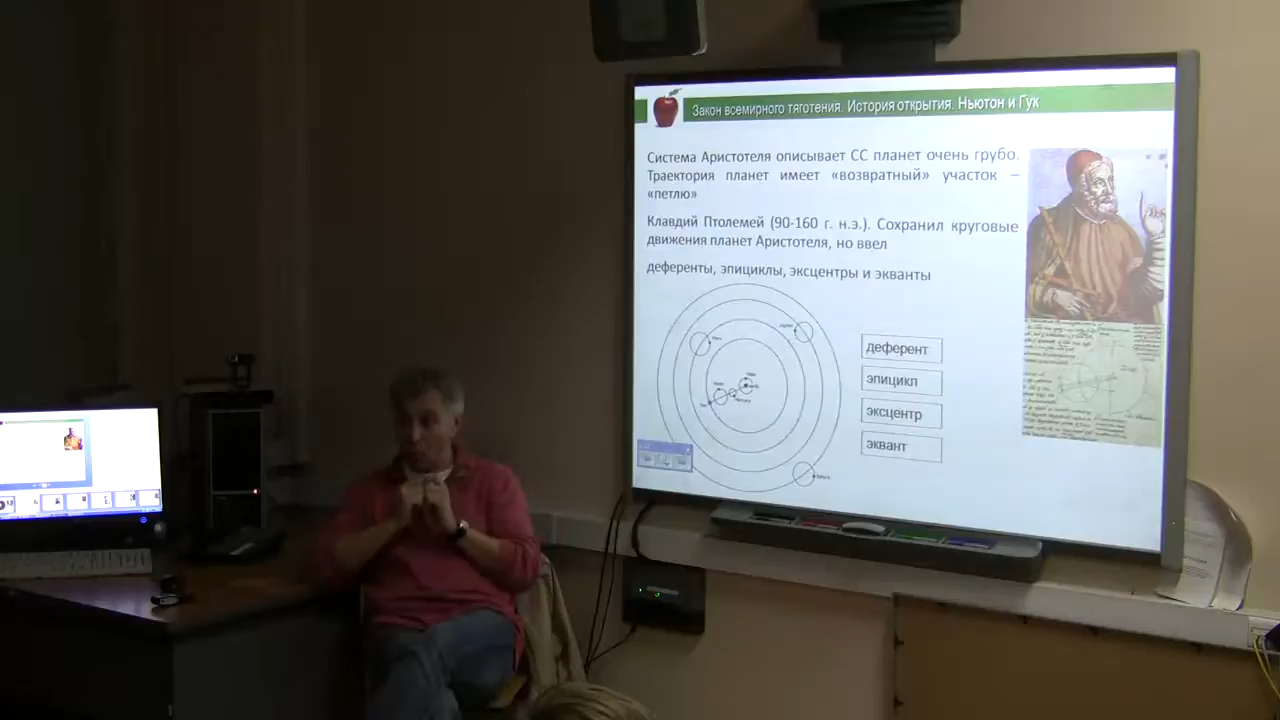 Закон всемирного тяготения. История открытия. Ньютон и Гук
Система Аристотеля описывает СС планет очень грубо.
Траектория планет имеет «возвратный» участок –
«петлю»
Клавдий Птолемей (90-160 г. н.э.). Сохранил круговые
движения планет Аристотеля, но ввел
деференты, эпициклы, эксцентры и экванты
деферент
эпицикл
эксцентр
эквант